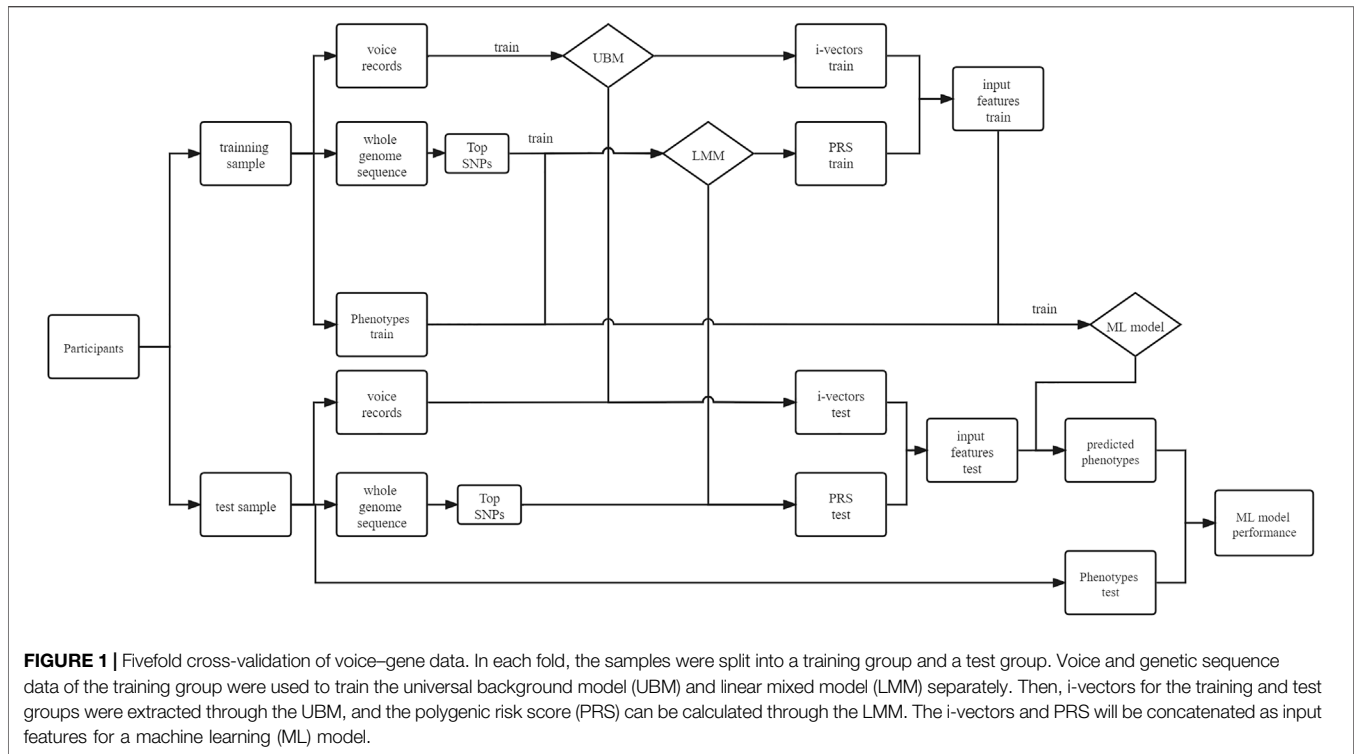 voice
records
train
UBM
i-vectors
train
input
features
train
trainning
sample
whole
genome
sequence
Top
SNPs
train
LMM
PRS
train
Participants
Phenotypes
train
train
ML model
voice
records
i-vectors
test
input
features
test
predicted
phenotypes
test sample
whole
genome
sequence
Top
SNPs
PRS
test
ML model
performance
Phenotypes
test
FIGURE 1 | Fivefold cross-validation of voice–gene data. In each fold, the samples were split into a training group and a test group. Voice and genetic sequence
data of the training group were used to train the universal background model (UBM) and linear mixed model (LMM) separately. Then, i-vectors for the training and test
groups were extracted through the UBM, and the polygenic risk score (PRS) can be calculated through the LMM. The i-vectors and PRS will be concatenated as input
features for a machine learning (ML) model.